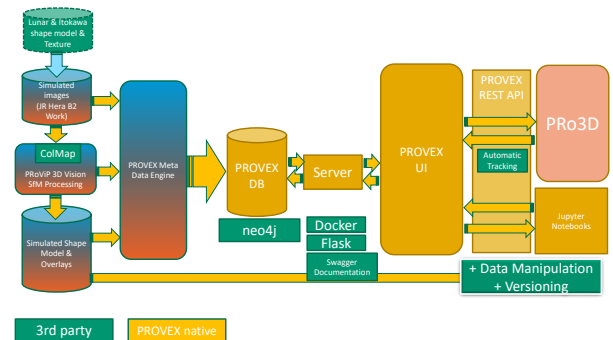 Lunar & Itokawa
shape model &
Texture
Simulated
images
(JR Hera B2
Work)
ColMap
PRoViP 3D Vision
SfM Processing
Simulated Shape
Model &
Overlays
PROVEX Meta
Data Engine
PROVEX
DB
neo4j
Server
Docker
Flask
Swagger
Documentation
PROVEX
UI
PROVEX
REST API
Automatic
Tracking
PRo3D
Jupyter
Notebooks
+ Data Manipulation
+ Versioning
3rd party
PROVEX native